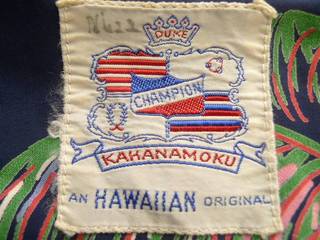 DUKE
CHAMPION
KAHANAMOKU
AN HAWAIIAN ORIGINAL